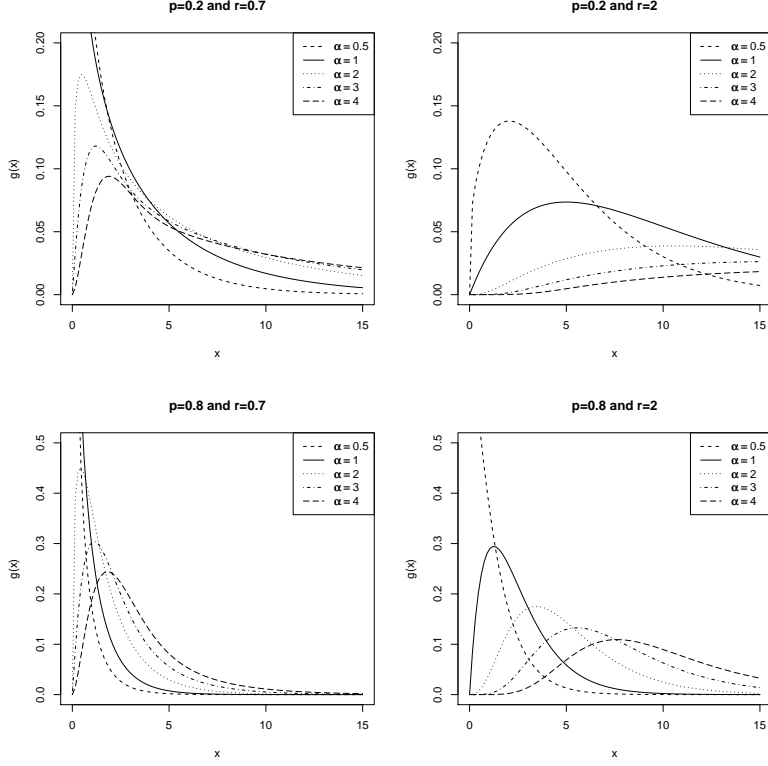 p=0.2 and r=0.7
0.20
0.15
0.10
0.05
0.00
g(x)
0 5 10 15
x
α = 0.5
α = 1
α = 2
α = 3
α = 4
p=0.2 and r=2
0.20
0.15
0.10
0.05
0.00
g(x)
0 5 10 15
x
α = 0.5
α = 1
α = 2
α = 3
α = 4
p=0.8 and r=0.7
0.5
0.4
0.3
0.2
0.1
0.0
g(x)
0 5 10 15
x
α = 0.5
α = 1
α = 2
α = 3
α = 4
p=0.8 and r=2
0.5
0.4
0.3
0.2
0.1
0.0
g(x)
0 5 10 15
x
α = 0.5
α = 1
α = 2
α = 3
α = 4